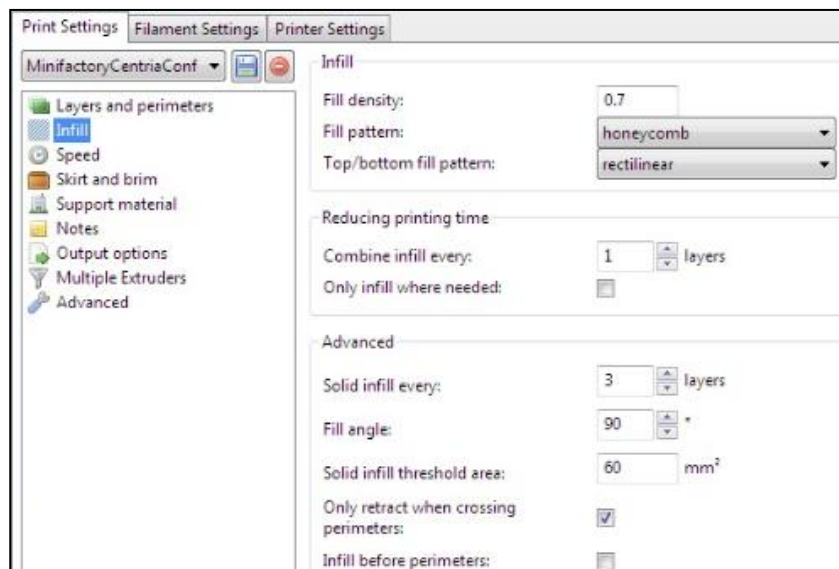 Print Settings Filament Settings Printer Settings
MinifactoryCentriaConf
Layers and perimeters
Infill
Speed
Skirt and brim
Support material
Notes
Output options
Multiple Extruders
Advanced
Infill
Fill density: 0.7
Fill pattern: honeycomb
Top/bottom fill pattern: rectilinear
Reducing printing time
Combine infill every: 1 layers
Only infill where needed:
Advanced
Solid infill every: 3 layers
Fill angle: 90 °
Solid infill threshold area: 60 mm²
Only retract when crossing
perimeters:
Infill before perimeters: